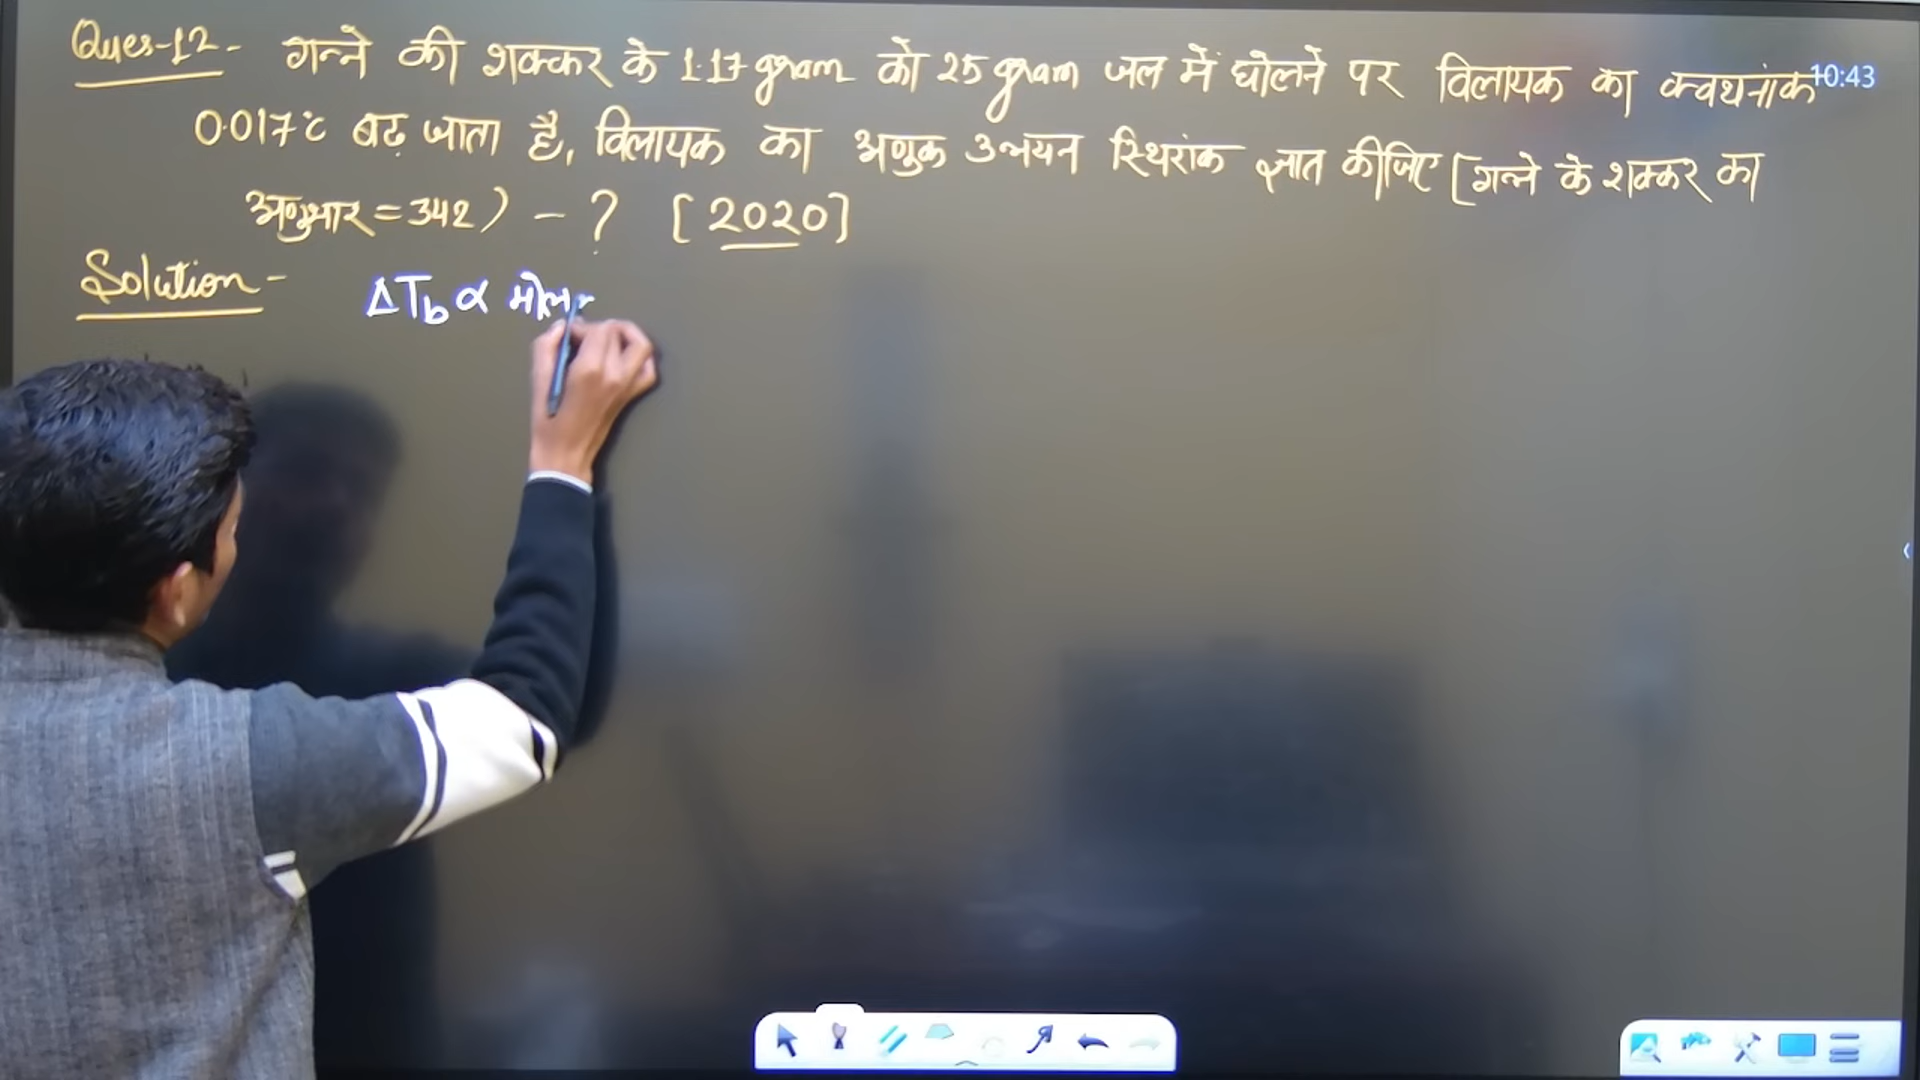 Ques-12- गन्ने की शक्कर के 1.17 gram को 25 gram जल में घोलने पर विलायक का क्वथनांक
10:43
0.017℃ बढ़ जाता है, विलायक का अणुक उन्नयन स्थिरांक ज्ञात कीजिए [गन्ने के शक्कर का
अणुभार = 342) - ? [2020]
Solution - ΔTb ∝ मोल